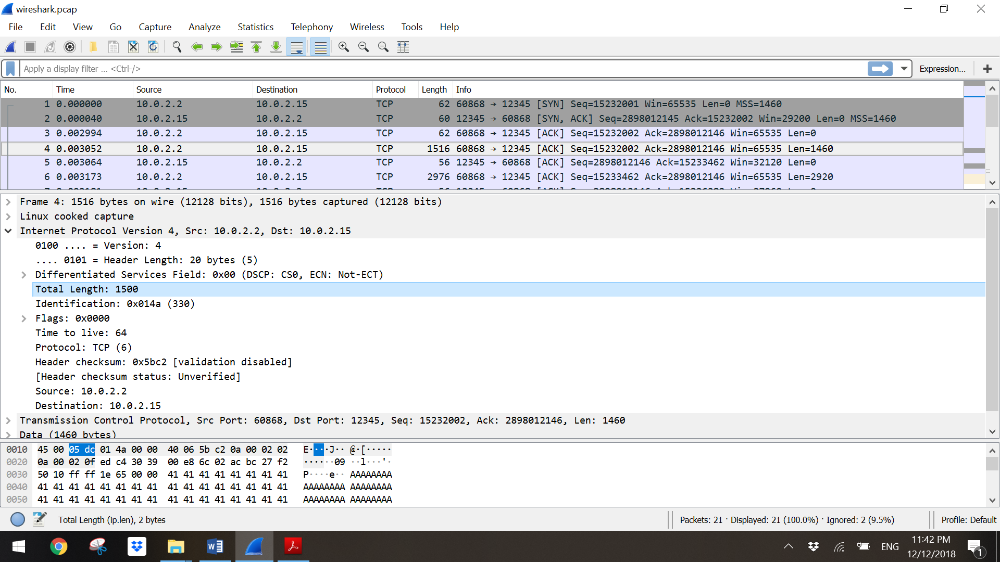 wireshark.pcap
File Edit View Go Capture Analyze Statistics Telephony Wireless Tools Help
Apply a display filter ... <Ctrl-/> Expression... +
No. Time Source Destination Protocol Length Info
1 0.000000 10.0.2.2 10.0.2.15 TCP 62 60868 → 12345 [SYN] Seq=15232001 Win=65535 Len=0 MSS=1460
2 0.000040 10.0.2.15 10.0.2.2 TCP 60 12345 → 60868 [SYN, ACK] Seq=2898012145 Ack=15232002 Win=29200 Len=0 MSS=1460
3 0.002994 10.0.2.2 10.0.2.15 TCP 62 60868 → 12345 [ACK] Seq=15232002 Ack=2898012146 Win=65535 Len=0
4 0.003052 10.0.2.2 10.0.2.15 TCP 1516 60868 → 12345 [ACK] Seq=15232002 Ack=2898012146 Win=65535 Len=1460
5 0.003064 10.0.2.15 10.0.2.2 TCP 56 12345 → 60868 [ACK] Seq=2898012146 Ack=15233462 Win=32120 Len=0
6 0.003173 10.0.2.2 10.0.2.15 TCP 2976 60868 → 12345 [ACK] Seq=15233462 Ack=2898012146 Win=65535 Len=2920
Frame 4: 1516 bytes on wire (12128 bits), 1516 bytes captured (12128 bits)
Linux cooked capture
Internet Protocol Version 4, Src: 10.0.2.2, Dst: 10.0.2.15
0100 .... = Version: 4
.... 0101 = Header Length: 20 bytes (5)
Differentiated Services Field: 0x00 (DSCP: CS0, ECN: Not-ECT)
Total Length: 1500
Identification: 0x014a (330)
Flags: 0x0000
Time to live: 64
Protocol: TCP (6)
Header checksum: 0x5bc2 [validation disabled]
[Header checksum status: Unverified]
Source: 10.0.2.2
Destination: 10.0.2.15
Transmission Control Protocol, Src Port: 60868, Dst Port: 12345, Seq: 15232002, Ack: 2898012146, Len: 1460
Data (1460 bytes)
0010 45 00 05 dc 01 4a 00 00 40 06 5b c2 0a 00 02 02 E····J·· @·[·····
0020 0a 00 02 0f ed c4 30 39 00 e8 6c 02 ac bc 27 f2 ······09 ··l···'·
0030 50 10 ff ff 1e 65 00 00 41 41 41 41 41 41 41 41 P····e·· AAAAAAAA
0040 41 41 41 41 41 41 41 41 41 41 41 41 41 41 41 41 AAAAAAAA AAAAAAAA
0050 41 41 41 41 41 41 41 41 41 41 41 41 41 41 41 41 AAAAAAAA AAAAAAAA
Total Length (ip.len), 2 bytes
Packets: 21 · Displayed: 21 (100.0%) · Ignored: 2 (9.5%)
Profile: Default
ENG
11:42 PM
12/12/2018
1